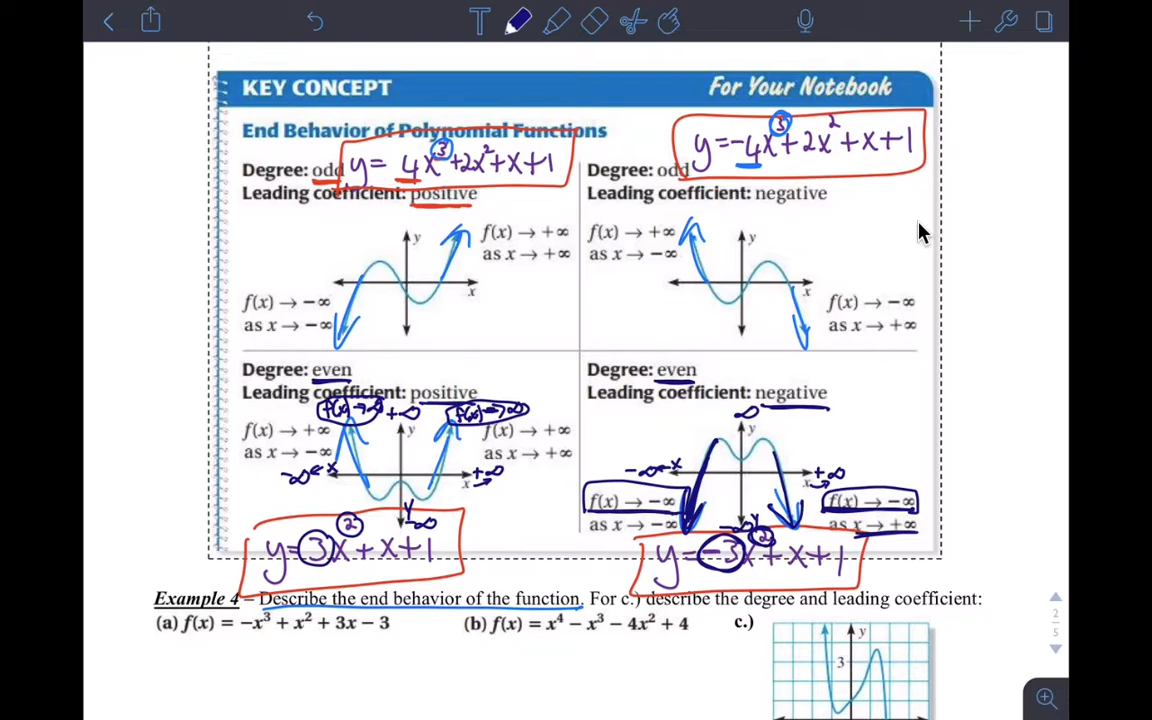 KEY CONCEPT
For Your Notebook
End Behavior of Polynomial Functions
Degree: odd
Leading coefficient: positive
y = 4x³+2x²+x+1
f(x) → +∞
as x → +∞
y
x
f(x) → −∞
as x → −∞
Degree: odd
Leading coefficient: negative
y=-4x³+2x²+x+1
f(x) → +∞
as x → −∞
y
x
f(x) → −∞
as x → +∞
Degree: even
Leading coefficient: positive
f(x)→∞
+∞
f(x)→∞
f(x) → +∞
as x → −∞
y
f(x) → +∞
as x → +∞
-∞←x
+∞
x→
y
-∞
y=3x²+x+1
Degree: even
Leading coefficient: negative
∞
y
-∞←x
+∞
x→
f(x) → −∞
as x → −∞
f(x) → −∞
as x → +∞
-∞
y
y=-3x²+x+1
Example 4 – Describe the end behavior of the function. For c.) describe the degree and leading coefficient:
(a) f(x) = −x³ + x² + 3x − 3
(b) f(x) = x⁴ − x³ − 4x² + 4
c.)
y
3
2
5